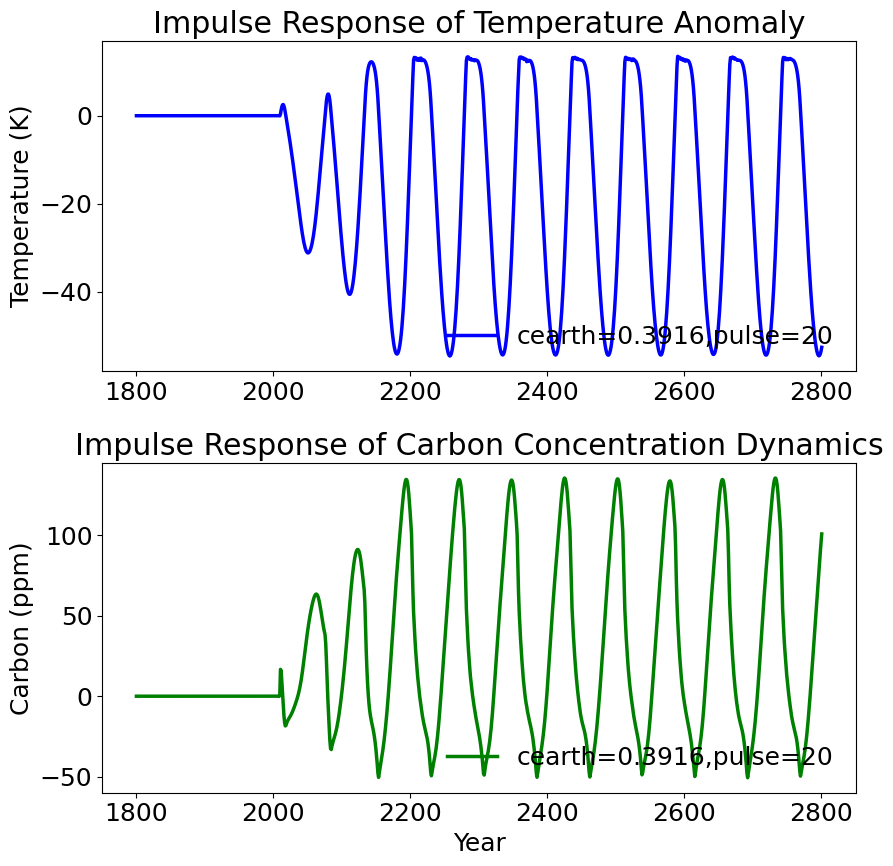 Impulse Response of Temperature Anomaly
Temperature (K)
0
−20
−40
cearth=0.3916,pulse=20
1800 2000 2200 2400 2600 2800
Impulse Response of Carbon Concentration Dynamics
Carbon (ppm)
100
50
0
−50
cearth=0.3916,pulse=20
1800 2000 2200 2400 2600 2800
Year